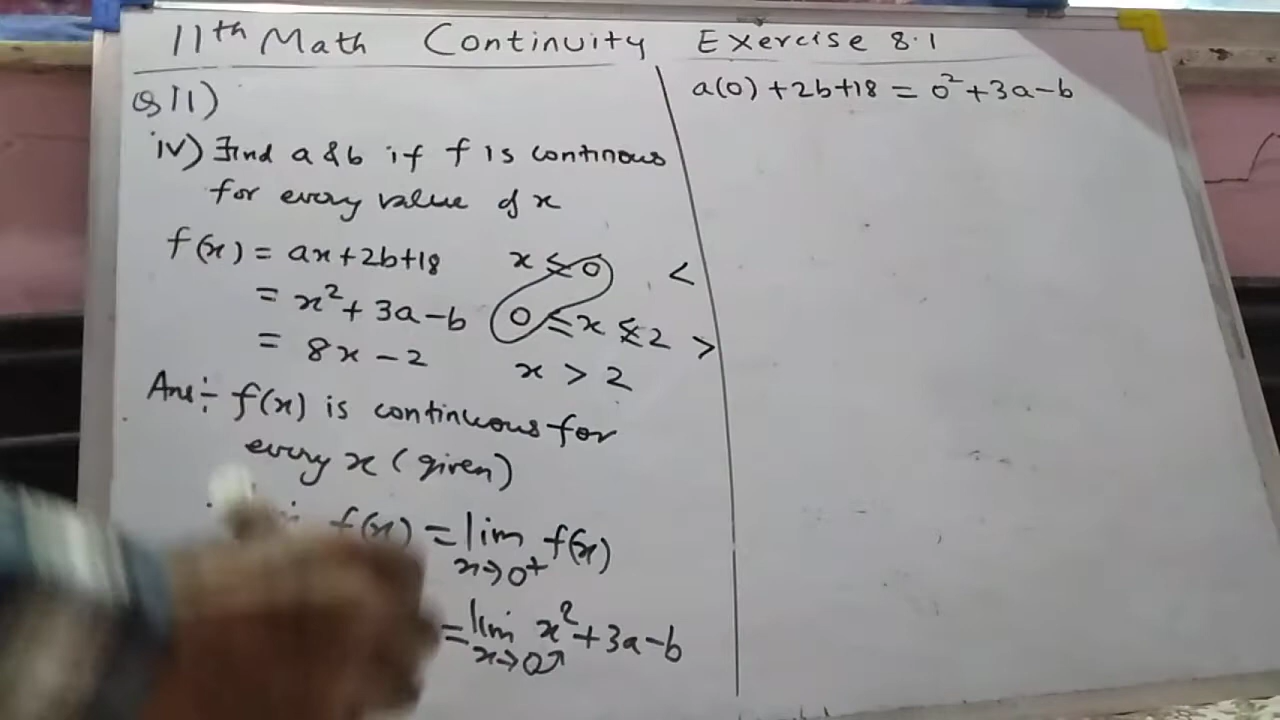 11th Math Continuity Exercise 8.1
Q11)
iv) Find a & b if f is continous
for every value of x
f(x) = ax+2b+18 x ≤ 0 <
= x²+3a-b 0 ≤ x ≤ 2 >
= 8x-2 x > 2
Ans:- f(x) is continuous for
every x (given)
f(x) = lim f(x)
x→0+
= lim x²+3a-b
x→0
a(0)+2b+18 = 0²+3a-b